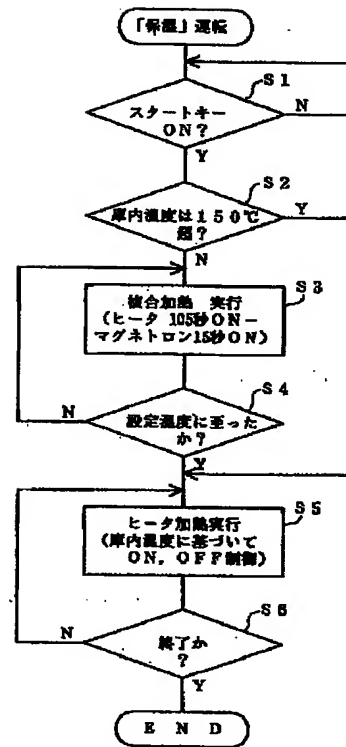 「保温」運転
S1
スタートキー
ON?
N
Y
S2
庫内温度は150℃
超?
Y
N
S3
複合加熱 実行
(ヒータ 105秒ON-
マグネトロン15秒ON)
S4
設定温度に至った
か?
N
Y
S5
ヒータ加熱実行
(庫内温度に基づいて
ON, OFF制御)
S6
終了か
?
N
Y
END